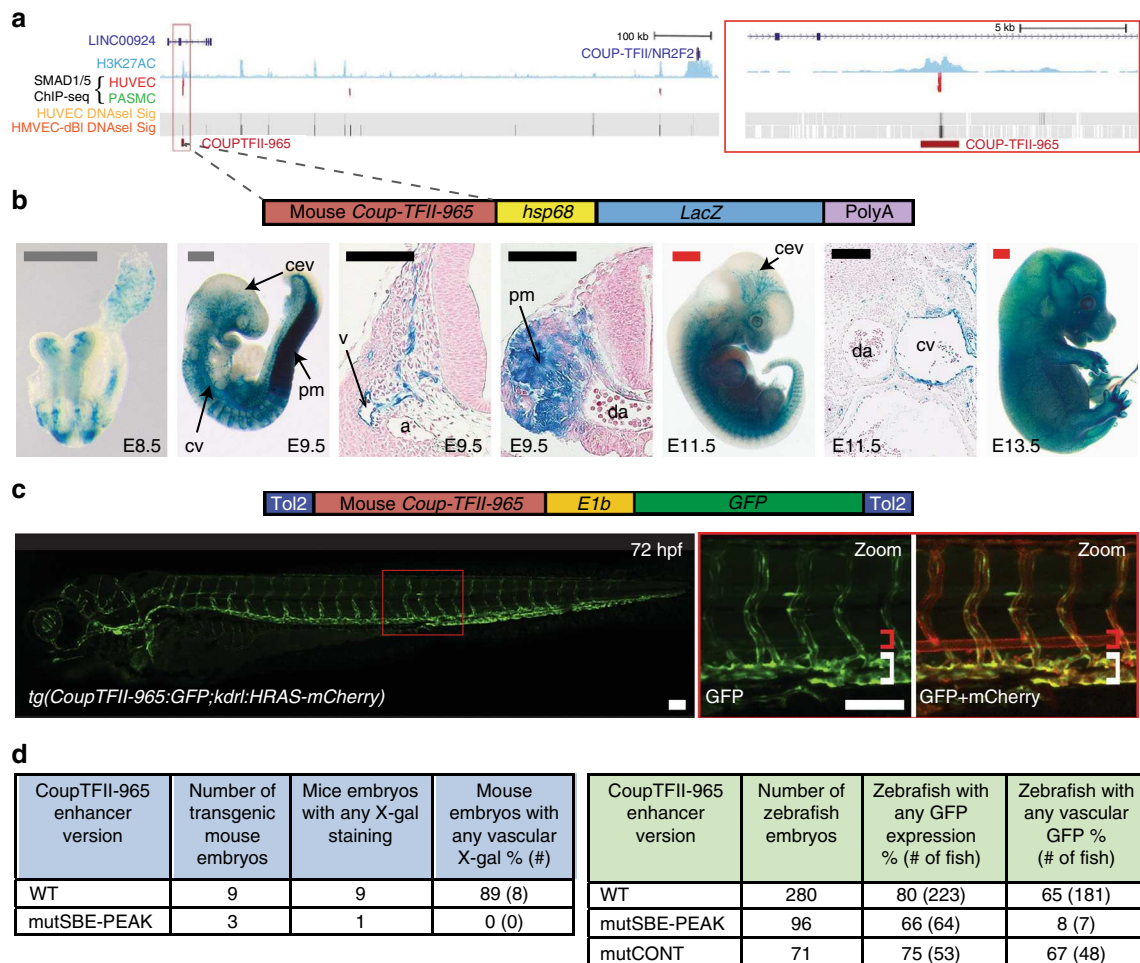 a
LINC00924
100 kb
COUP-TFII/NR2F2
H3K27AC
SMAD1/5
ChIP-seq
{
HUVEC
PASMC
HUVEC DNAseI Sig
HMVEC-dBl DNAseI Sig
COUPTFII-965
5 kb
COUP-TFII-965
b
Mouse Coup-TFII-965
hsp68
LacZ
PolyA
E8.5
cev
pm
cv
E9.5
v
a
E9.5
pm
da
E9.5
cev
E11.5
da
cv
E11.5
E13.5
c
Tol2
Mouse Coup-TFII-965
E1b
GFP
Tol2
72 hpf
tg(CoupTFII-965:GFP;kdrl:HRAS-mCherry)
Zoom
GFP
Zoom
GFP+mCherry
d
CoupTFII-965 enhancer version
Number of transgenic mouse embryos
Mice embryos with any X-gal staining
Mouse embryos with any vascular X-gal % (#)
WT 9 9 89 (8)
mutSBE-PEAK 3 1 0 (0)
CoupTFII-965 enhancer version
Number of zebrafish embryos
Zebrafish with any GFP expression % (# of fish)
Zebrafish with any vascular GFP % (# of fish)
WT 280 80 (223) 65 (181)
mutSBE-PEAK 96 66 (64) 8 (7)
mutCONT 71 75 (53) 67 (48)